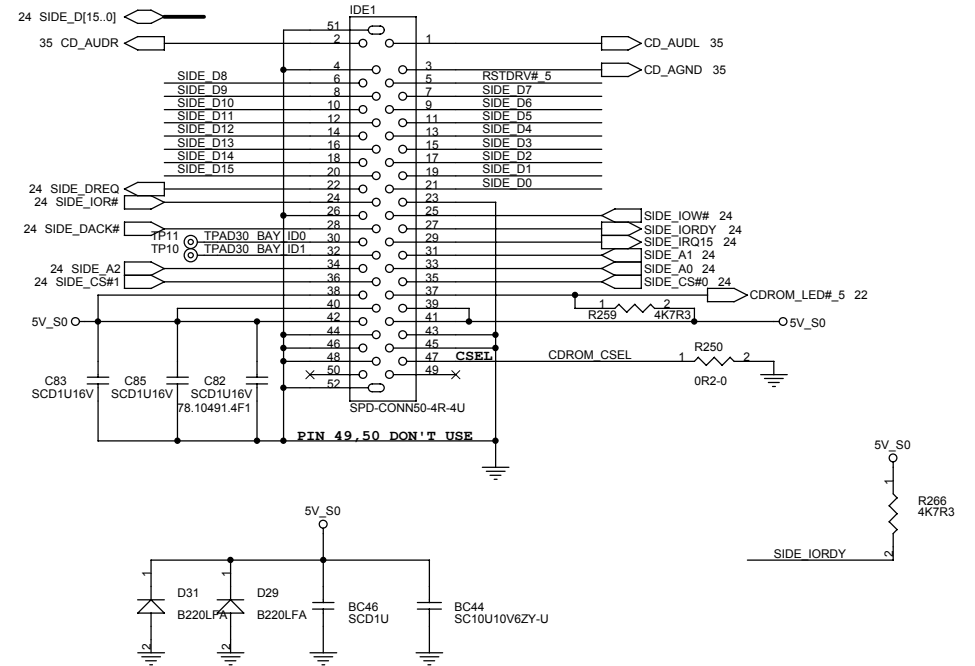 IDE1
24 SIDE_D[15..0]
51
35 CD_AUDR 2 1 CD_AUDL 35
4 3 CD_AGND 35
SIDE_D8 6 5 RSTDRV#_5
SIDE_D9 8 7 SIDE_D7
SIDE_D10 10 9 SIDE_D6
SIDE_D11 12 11 SIDE_D5
SIDE_D12 14 13 SIDE_D4
SIDE_D13 16 15 SIDE_D3
SIDE_D14 18 17 SIDE_D2
SIDE_D15 20 19 SIDE_D1
24 SIDE_DREQ 22 21 SIDE_D0
24 SIDE_IOR# 24 23
26 25 SIDE_IOW# 24
24 SIDE_DACK# 28 27 SIDE_IORDY 24
TP11 TPAD30 BAY_ID0 30 29 SIDE_IRQ15 24
TP10 TPAD30 BAY_ID1 32 31 SIDE_A1 24
24 SIDE_A2 34 33 SIDE_A0 24
24 SIDE_CS#1 36 35 SIDE_CS#0 24
38 37 CDROM_LED#_5 22
40 39 1 2
R259 4K7R3
5V_S0 42 41 5V_S0
44 43
46 45 R250
48 47 CSEL CDROM_CSEL 1 2
50 49 0R2-0
52
C83 C85 C82
SCD1U16V SCD1U16V SCD1U16V
78.10491.4F1
SPD-CONN50-4R-4U
PIN 49,50 DON'T USE
5V_S0
1
R266
4K7R3
SIDE_IORDY 2
5V_S0
1 1
D31 D29
B220LFA B220LFA
BC46 BC44
SCD1U SC10U10V6ZY-U
2 2